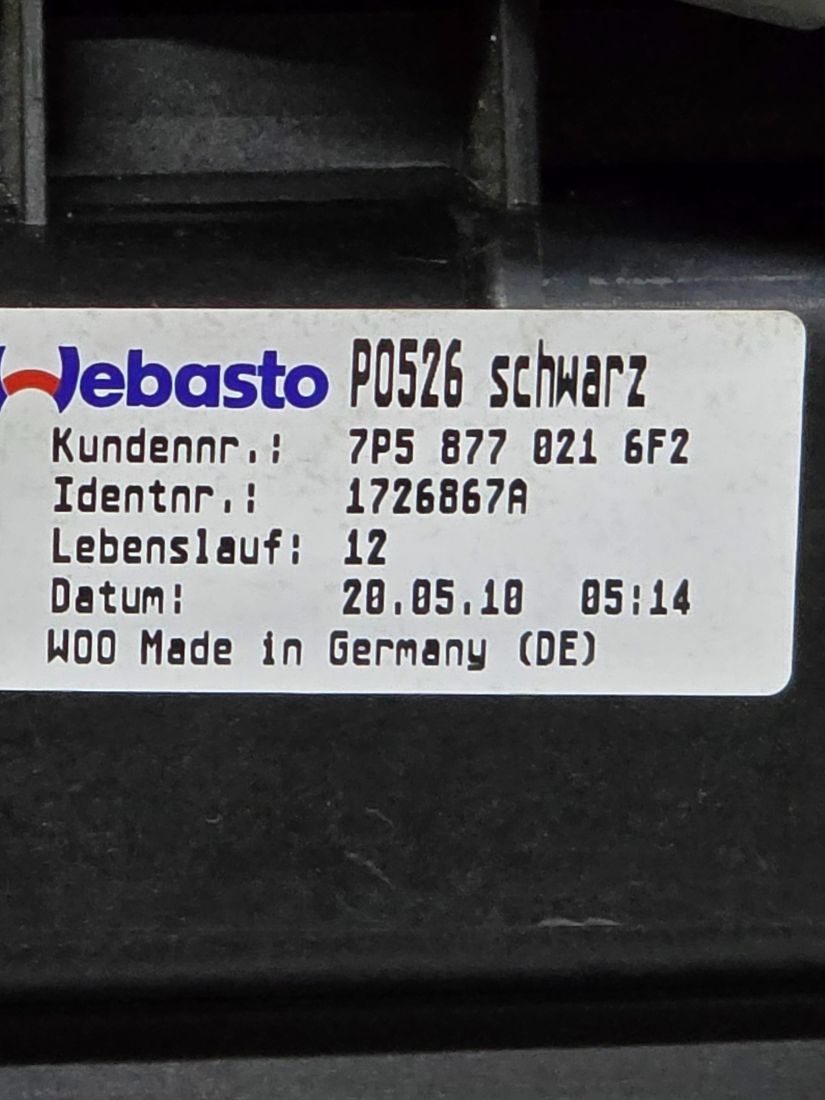 Webasto P0526 schwarz
Kundennr.: 7P5 877 021 6F2
Identnr.: 1726867A
Lebenslauf: 12
Datum: 20.05.10 05:14
WOO Made in Germany (DE)